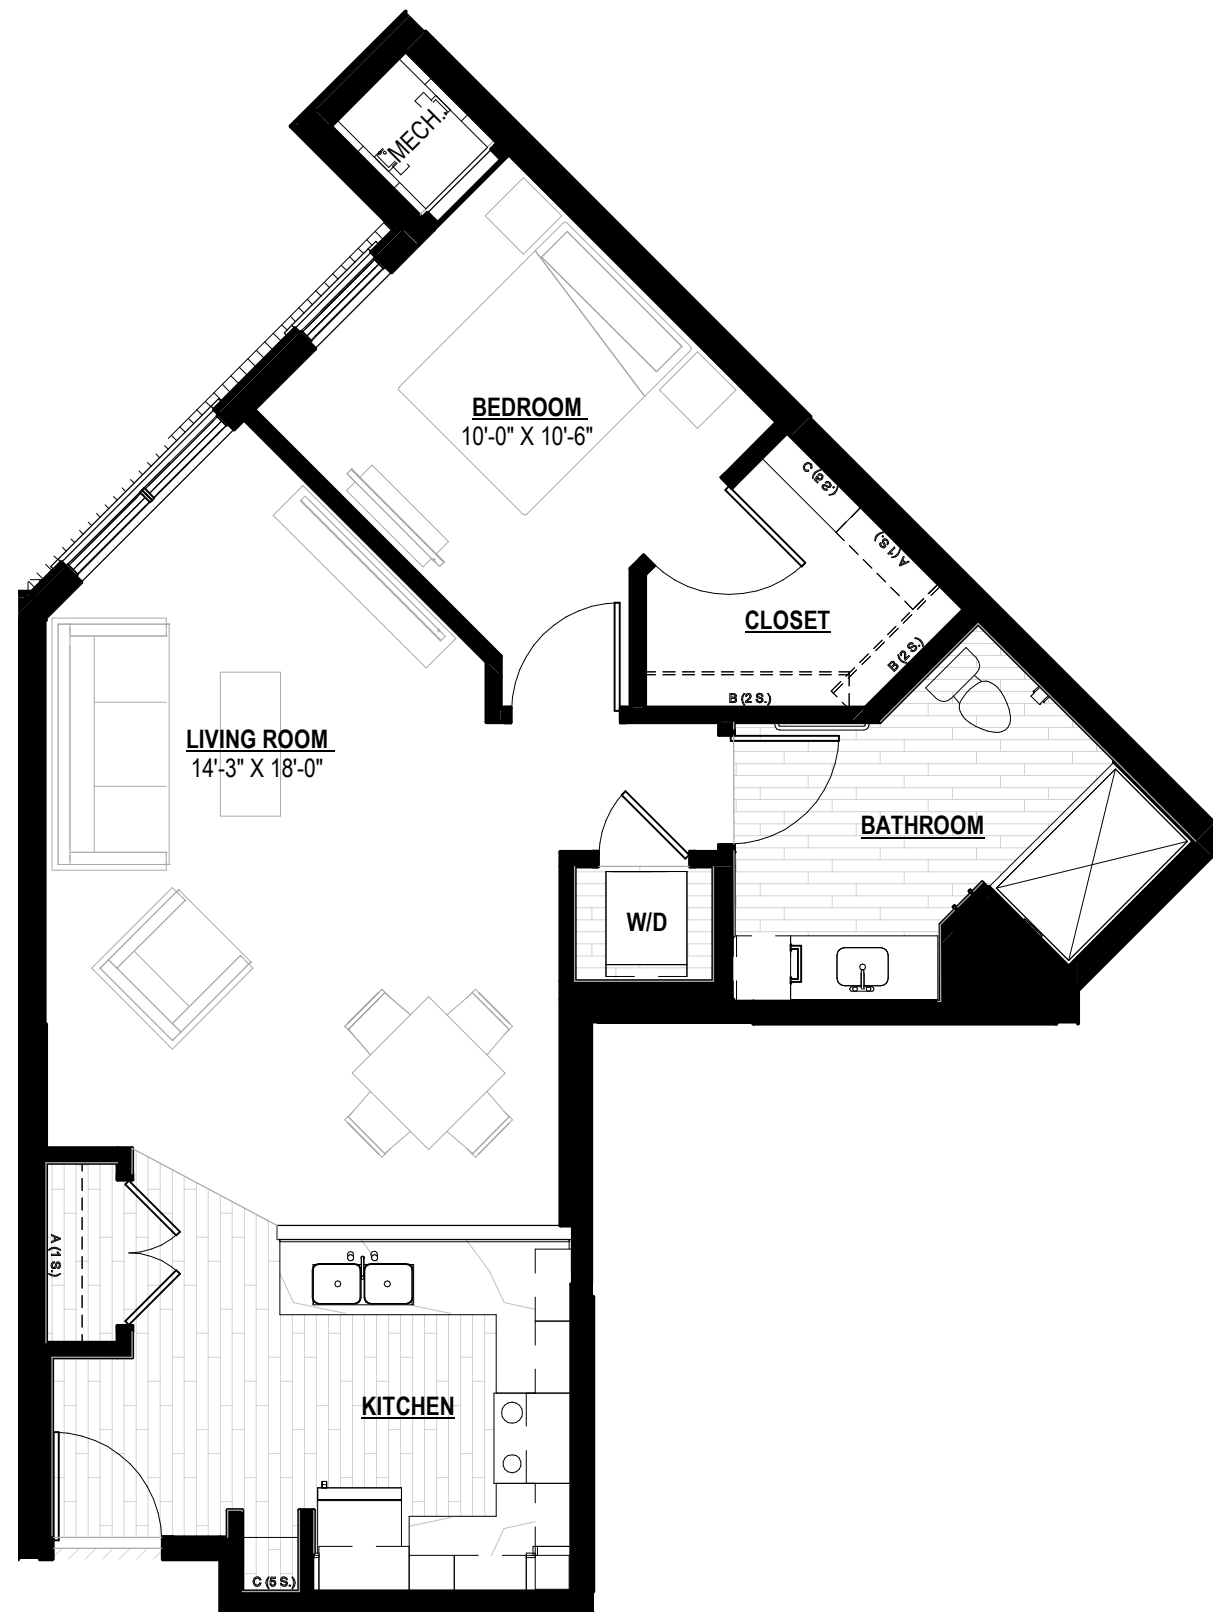 MECH.
BEDROOM
10'-0" X 10'-6"
C (5 S.)
A (1 S.)
CLOSET
B (2 S.)
B (2 S.)
LIVING ROOM
14'-3" X 18'-0"
BATHROOM
W/D
A (1 S.)
KITCHEN
C (5 S.)